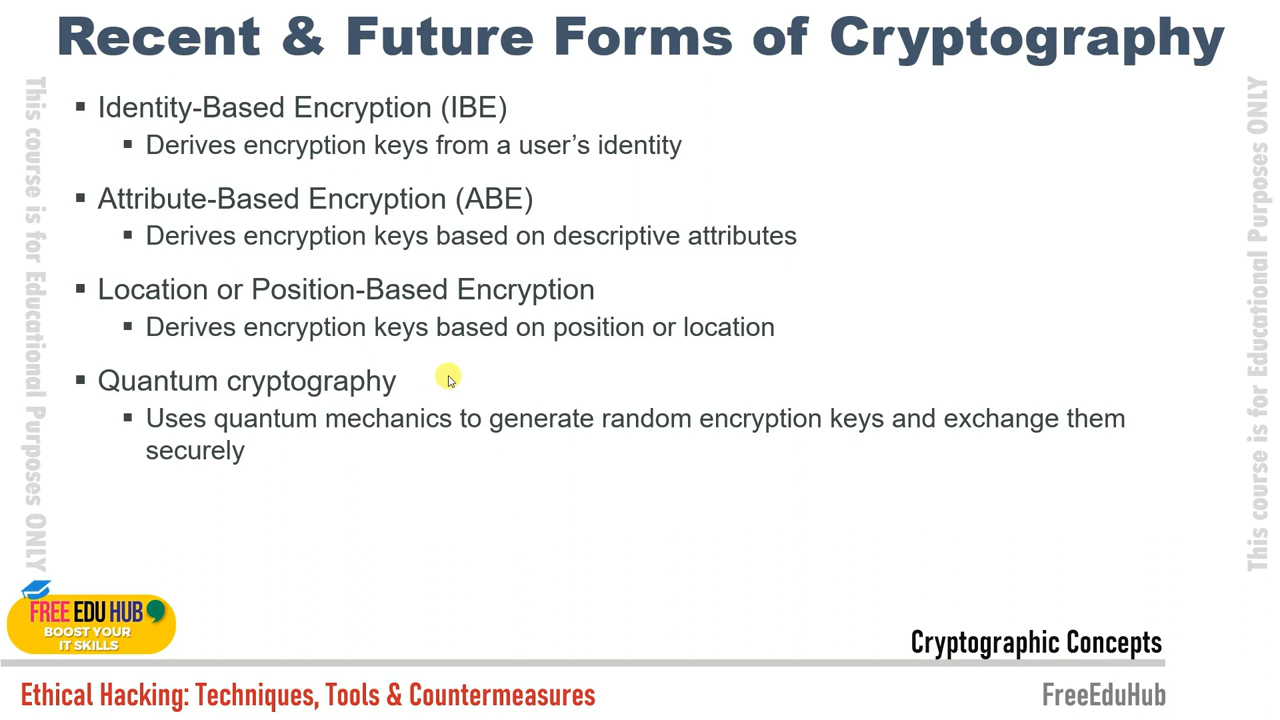 Recent & Future Forms of Cryptography
This course is for Educational Purposes ONLY
▪ Identity-Based Encryption (IBE)
▪ Derives encryption keys from a user’s identity
▪ Attribute-Based Encryption (ABE)
▪ Derives encryption keys based on descriptive attributes
▪ Location or Position-Based Encryption
▪ Derives encryption keys based on position or location
▪ Quantum cryptography
▪ Uses quantum mechanics to generate random encryption keys and exchange them
securely
This course is for Educational Purposes ONLY
FREE EDU HUB
BOOST YOUR
IT SKILLS
Cryptographic Concepts
Ethical Hacking: Techniques, Tools & Countermeasures
FreeEduHub